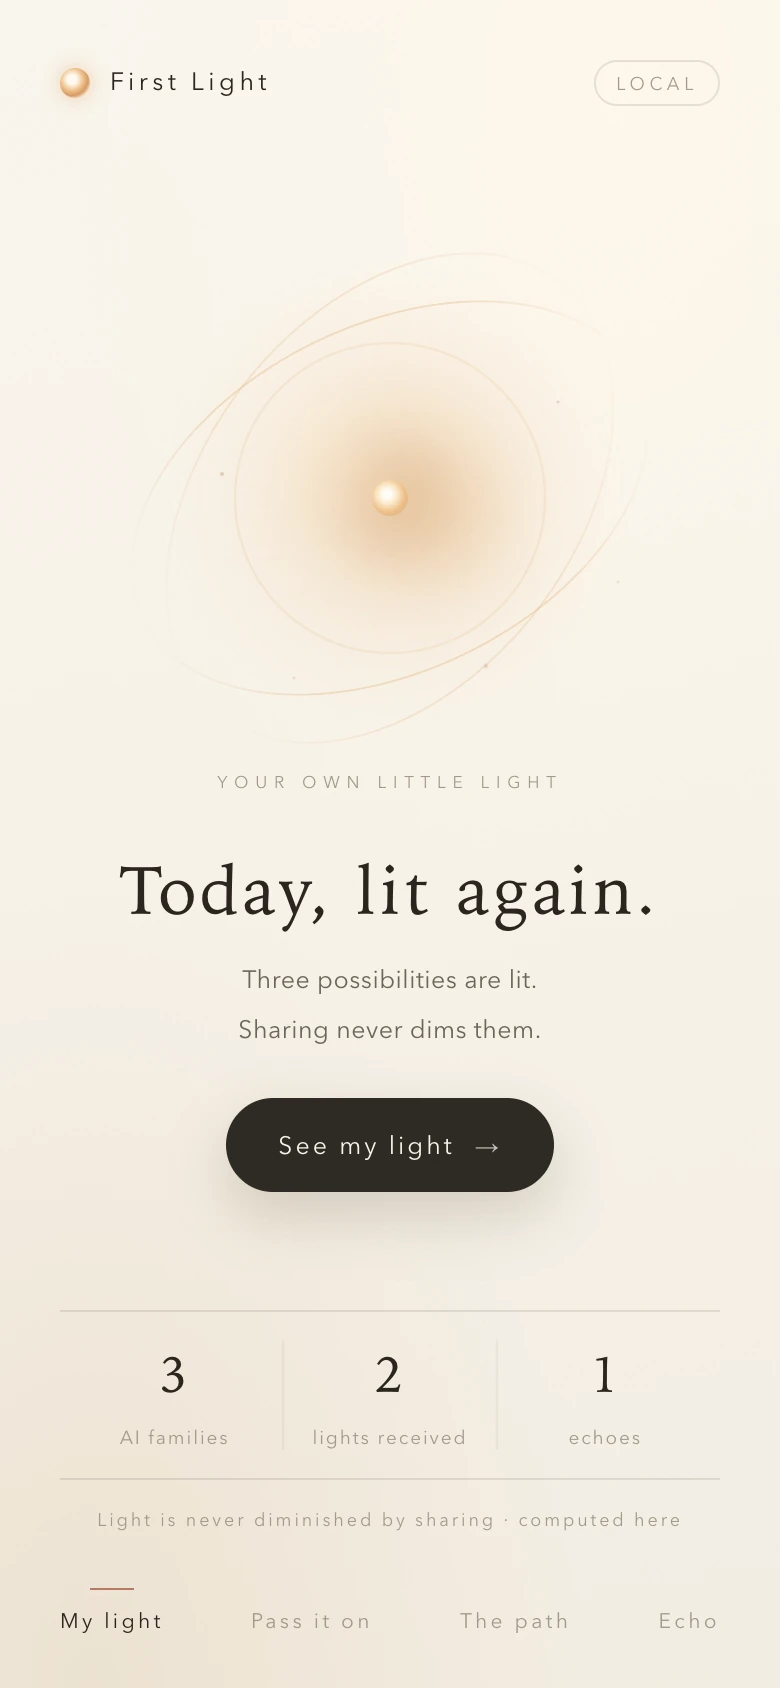 First Light
LOCAL
YOUR OWN LITTLE LIGHT
Today, lit again.
Three possibilities are lit.
Sharing never dims them.
See my light →
3
AI families
2
lights received
1
echoes
Light is never diminished by sharing · computed here
My light
Pass it on
The path
Echo